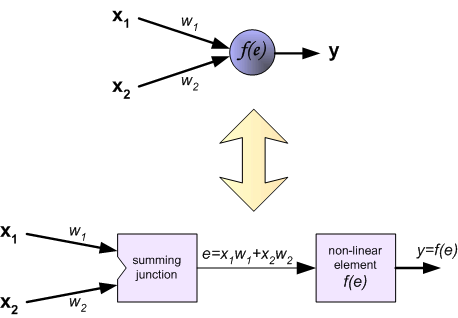 x1 w1
f(e) y
x2 w2
x1 w1
summing
junction
e=x1w1+x2w2
non-linear
element
f(e)
y=f(e)
x2 w2